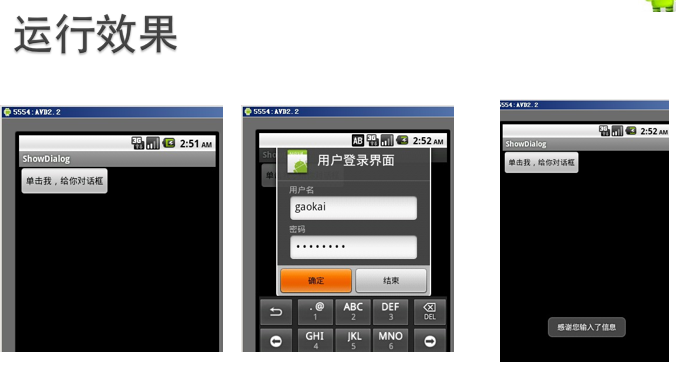 运行效果
5554:AVD2.2
3G
2:51 AM
ShowDialog
单击我，给你对话框
5554:AVD2.2
AB
3G
2:52 AM
用户登录界面
用户名
gaokai
密码
••••••••
确定
结束
. @
1
ABC
2
DEF
3
DEL
GHI
4
JKL
5
MNO
6
5554:AVD2.2
3G
2:52 AM
ShowDialog
单击我，给你对话框
感谢您输入了信息